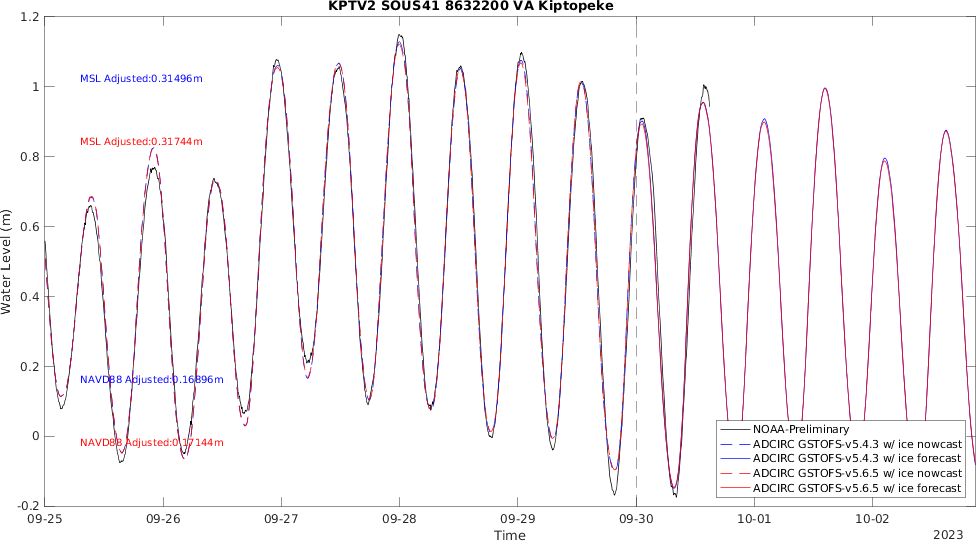 KPTV2 SOUS41 8632200 VA Kiptopeke
1.2
1
0.8
0.6
0.4
0.2
0
-0.2
Water Level (m)
MSL Adjusted:0.31496m
MSL Adjusted:0.31744m
NAVD88 Adjusted:0.16896m
NAVD88 Adjusted:0.17144m
NOAA-Preliminary
ADCIRC GSTOFS-v5.4.3 w/ ice nowcast
ADCIRC GSTOFS-v5.4.3 w/ ice forecast
ADCIRC GSTOFS-v5.6.5 w/ ice nowcast
ADCIRC GSTOFS-v5.6.5 w/ ice forecast
09-25 09-26 09-27 09-28 09-29 09-30 10-01 10-02
Time
2023